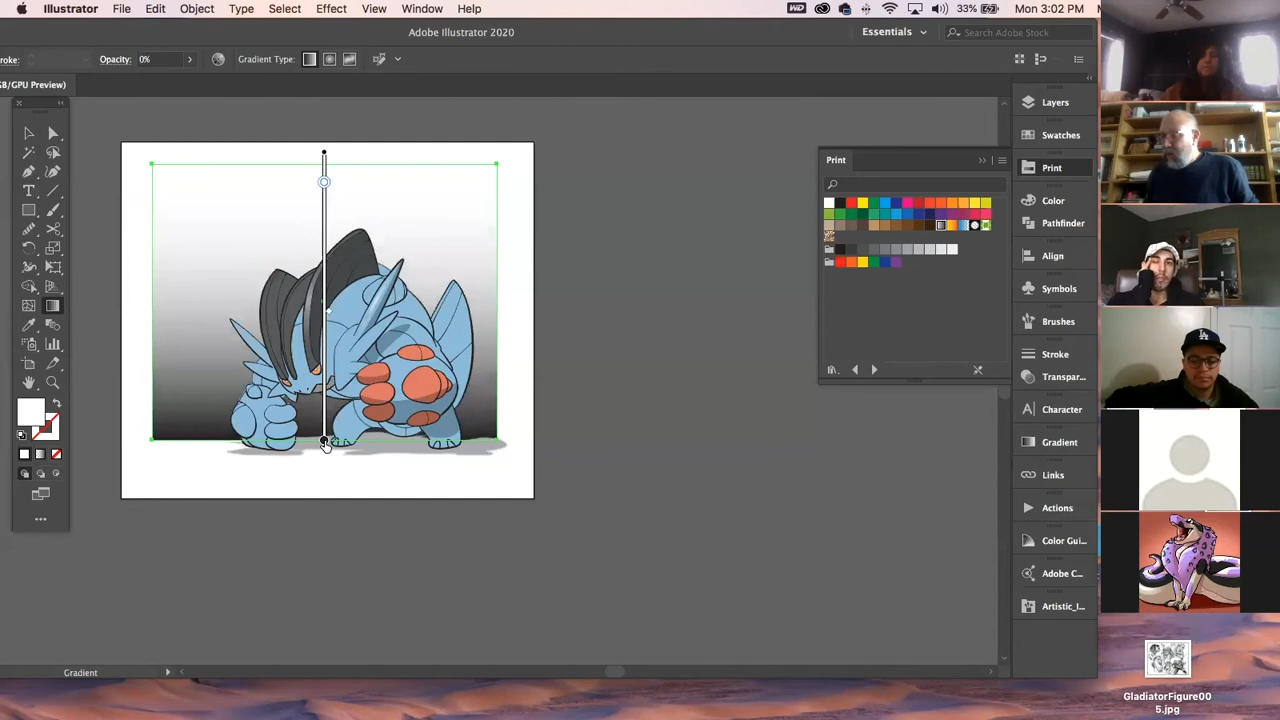 Illustrator File Edit Object Type Select Effect View Window Help
33% Mon 3:02 PM
Adobe Illustrator 2020
Essentials
Search Adobe Stock
roke:
Opacity: 0%
Gradient Type:
GB/GPU Preview)
Print
Layers
Swatches
Print
Color
Pathfinder
Align
Symbols
Brushes
Stroke
Transpar...
Character
Gradient
Links
Actions
Color Gui...
Adobe C...
Artistic_I...
Gradient
GladiatorFigure00
5.jpg